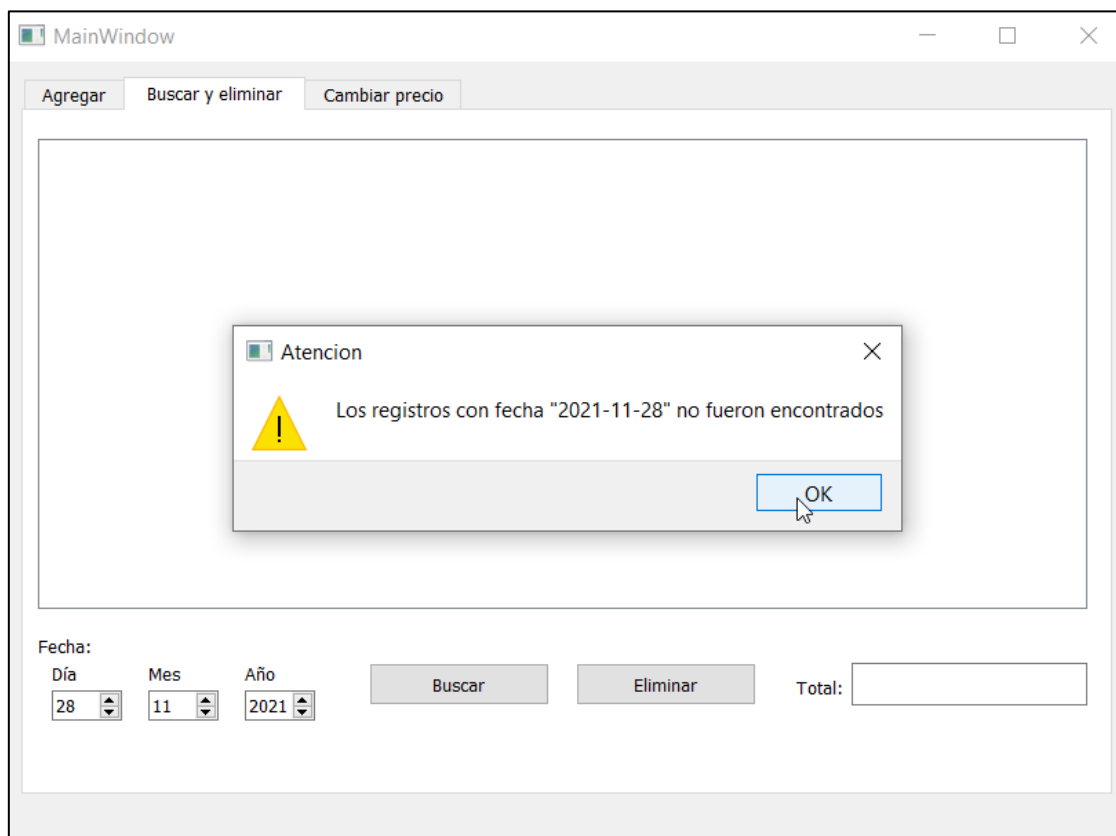 MainWindow
Agregar Buscar y eliminar Cambiar precio
Atencion
Los registros con fecha "2021-11-28" no fueron encontrados
OK
Fecha:
Día Mes Año
28 11 2021 Buscar Eliminar Total: